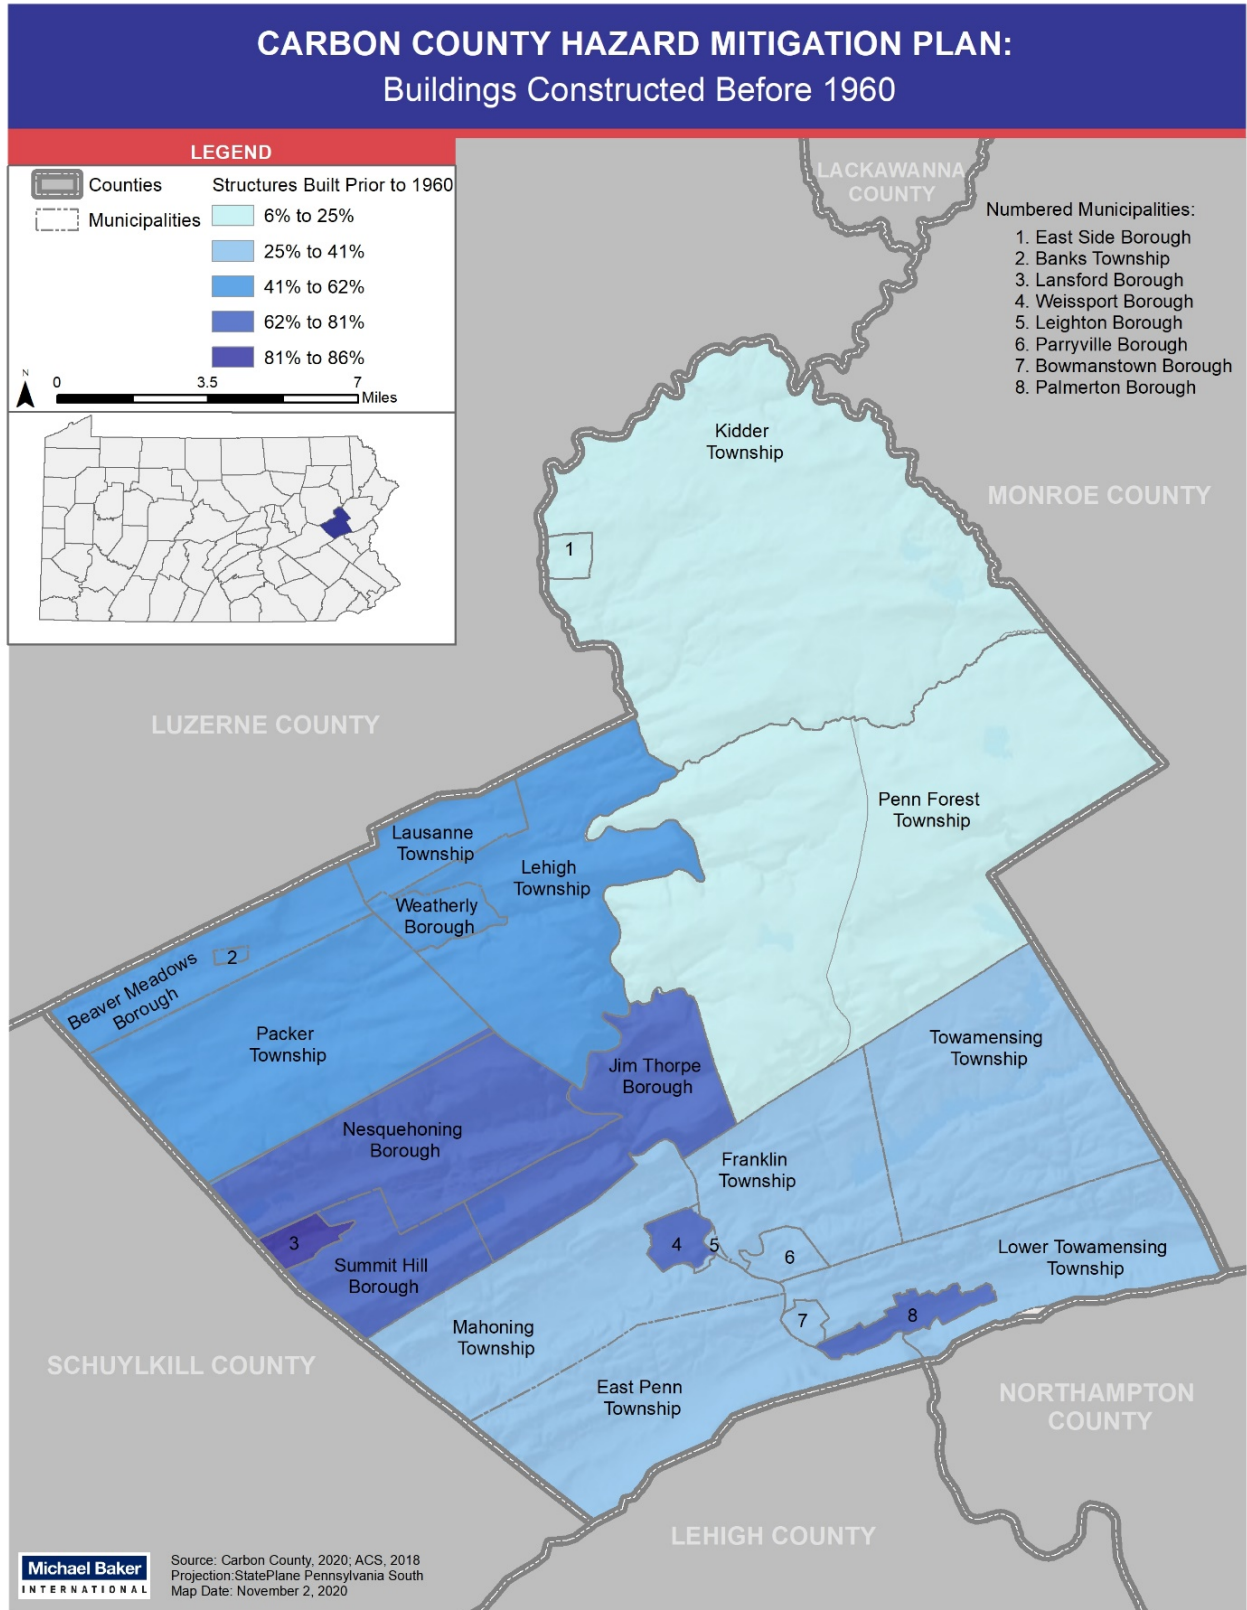 CARBON COUNTY HAZARD MITIGATION PLAN:
Buildings Constructed Before 1960
LEGEND
Counties
Municipalities
Structures Built Prior to 1960
6% to 25%
25% to 41%
41% to 62%
62% to 81%
81% to 86%
N
0 3.5 7
Miles
LACKAWANNA
COUNTY
Numbered Municipalities:
1. East Side Borough
2. Banks Township
3. Lansford Borough
4. Weissport Borough
5. Leighton Borough
6. Parryville Borough
7. Bowmanstown Borough
8. Palmerton Borough
Kidder
Township
MONROE COUNTY
1
LUZERNE COUNTY
Penn Forest
Township
Lausanne
Township
Lehigh
Township
Weatherly
Borough
2
Beaver Meadows
Borough
Packer
Township
Towamensing
Township
Jim Thorpe
Borough
Nesquehoning
Borough
Franklin
Township
3
4
5
6
Summit Hill
Borough
Lower Towamensing
Township
7
8
Mahoning
Township
SCHUYLKILL COUNTY
East Penn
Township
NORTHAMPTON
COUNTY
LEHIGH COUNTY
Michael Baker
INTERNATIONAL
Source: Carbon County, 2020; ACS, 2018
Projection:StatePlane Pennsylvania South
Map Date: November 2, 2020